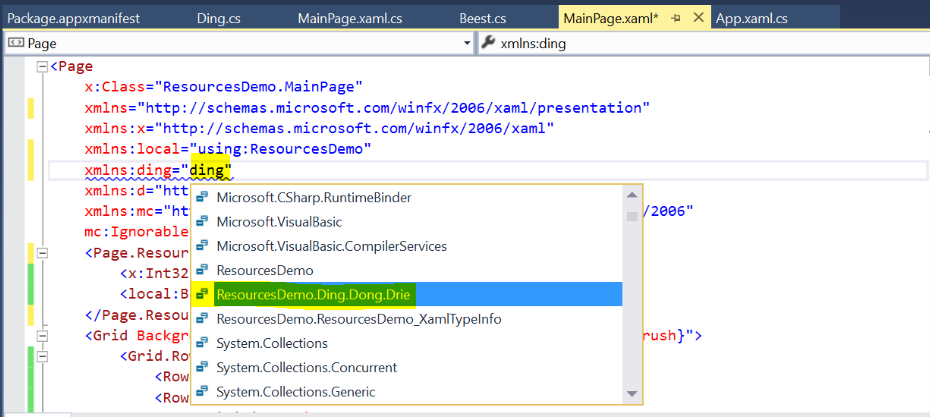 Package.appxmanifest Ding.cs MainPage.xaml.cs Beest.cs MainPage.xaml* App.xaml.cs
Page xmlns:ding
<Page
x:Class="ResourcesDemo.MainPage"
xmlns="http://schemas.microsoft.com/winfx/2006/xaml/presentation"
xmlns:x="http://schemas.microsoft.com/winfx/2006/xaml"
xmlns:local="using:ResourcesDemo"
xmlns:ding="ding"
xmlns:d="htt
xmlns:mc="ht /2006"
mc:Ignorable
<Page.Resour
<x:Int32
<local:B
</Page.Resou
<Grid Backgr rush}">
<Grid.Ro
<Row
<Row
Microsoft.CSharp.RuntimeBinder
Microsoft.VisualBasic
Microsoft.VisualBasic.CompilerServices
ResourcesDemo
ResourcesDemo.Ding.Dong.Drie
ResourcesDemo.ResourcesDemo_XamlTypeInfo
System.Collections
System.Collections.Concurrent
System.Collections.Generic